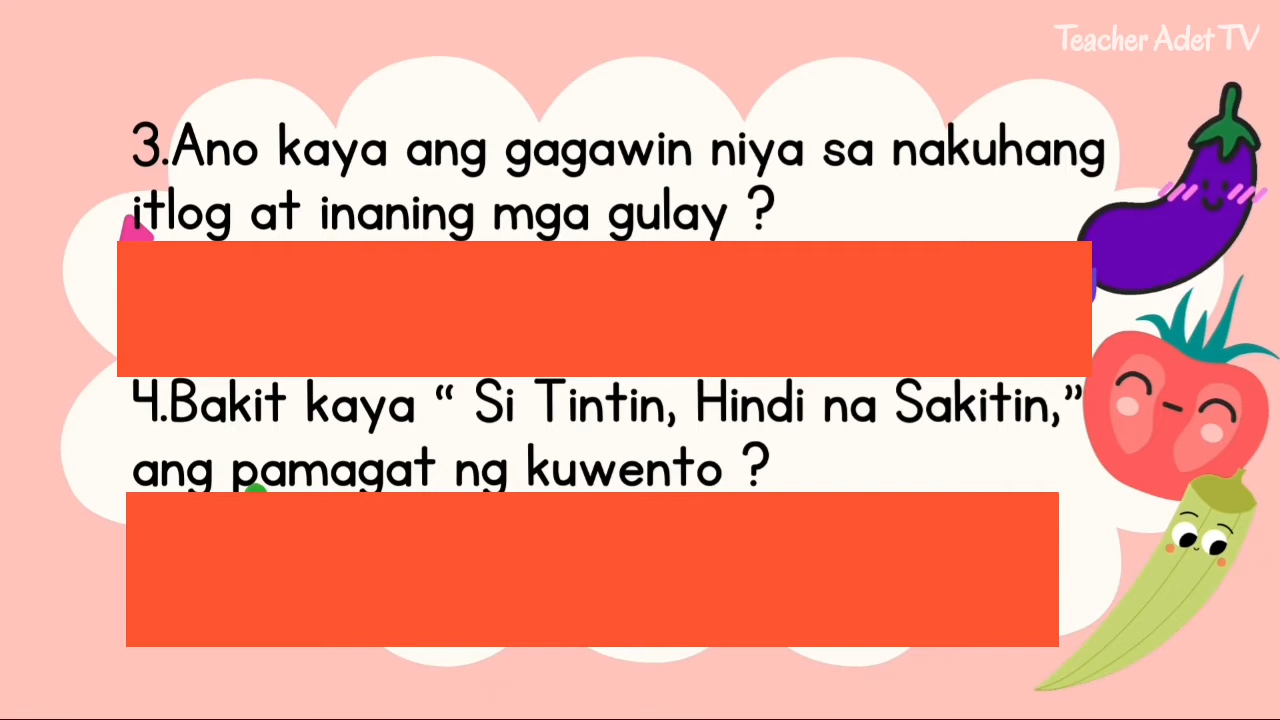 Teacher Adet TV
3.Ano kaya ang gagawin niya sa nakuhang
itlog at inaning mga gulay ?
4.Bakit kaya “ Si Tintin, Hindi na Sakitin,”
ang pamagat ng kuwento ?